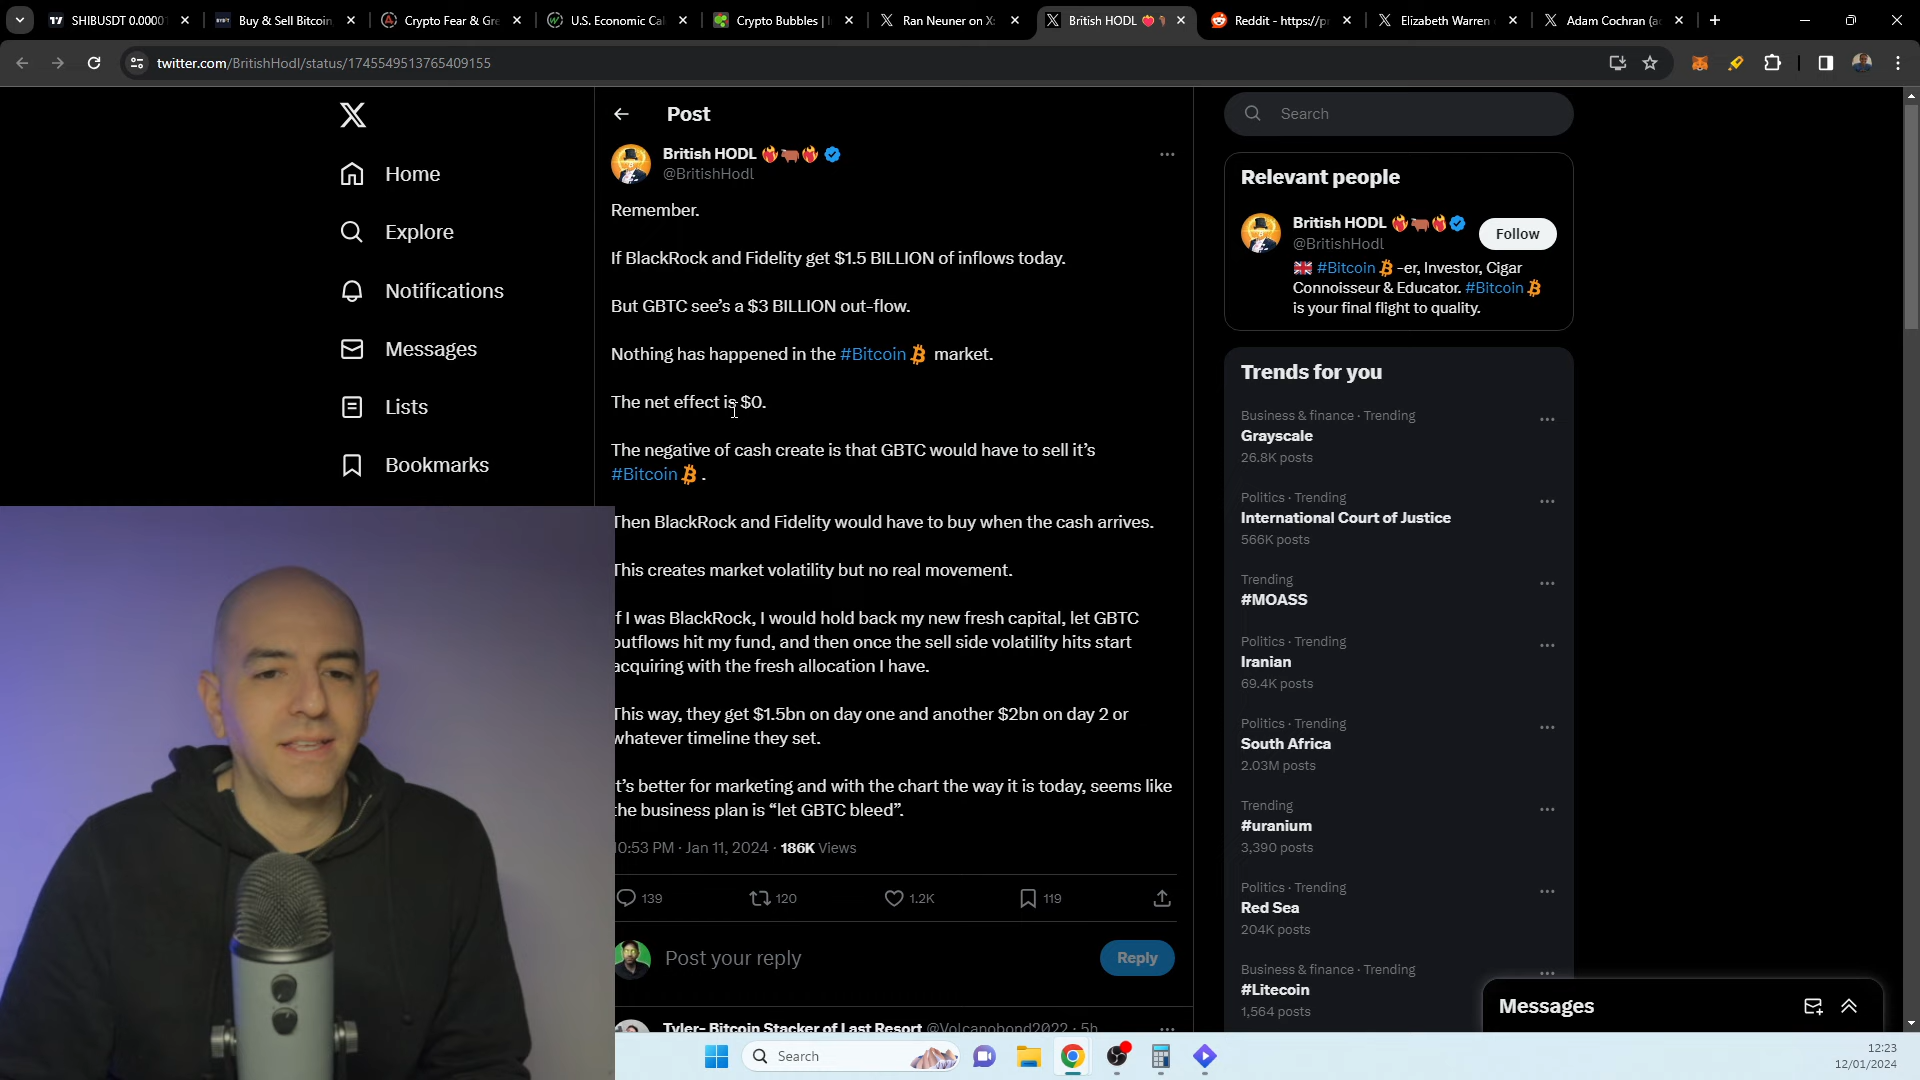 SHIBUSDT 0.0000
Buy & Sell Bitcoin
Crypto Fear & Gre
U.S. Economic Cal
Crypto Bubbles | I
Ran Neuner on X:
British HODL
Reddit - https://p
Elizabeth Warren
Adam Cochran (a
twitter.com/BritishHodl/status/1745549513765409155
Home
Explore
Notifications
Messages
Lists
Bookmarks
Post
British HODL
@BritishHodl
Remember.
If BlackRock and Fidelity get $1.5 BILLION of inflows today.
But GBTC see's a $3 BILLION out-flow.
Nothing has happened in the #Bitcoin market.
The net effect is $0.
The negative of cash create is that GBTC would have to sell it's
#Bitcoin .
Then BlackRock and Fidelity would have to buy when the cash arrives.
This creates market volatility but no real movement.
f I was BlackRock, I would hold back my new fresh capital, let GBTC
outflows hit my fund, and then once the sell side volatility hits start
acquiring with the fresh allocation I have.
This way, they get $1.5bn on day one and another $2bn on day 2 or
whatever timeline they set.
t's better for marketing and with the chart the way it is today, seems like
the business plan is “let GBTC bleed”.
10:53 PM · Jan 11, 2024 · 186K Views
139
120
1.2K
119
Post your reply
Reply
Tyler- Bitcoin Stacker of Last Resort @Volcanobond2022 · 5h
Search
Relevant people
British HODL
@BritishHodl
Follow
#Bitcoin -er, Investor, Cigar
Connoisseur & Educator. #Bitcoin
is your final flight to quality.
Trends for you
Business & finance · Trending
Grayscale
26.8K posts
Politics · Trending
International Court of Justice
566K posts
Trending
#MOASS
Politics · Trending
Iranian
69.4K posts
Politics · Trending
South Africa
2.03M posts
Trending
#uranium
3,390 posts
Politics · Trending
Red Sea
204K posts
Business & finance · Trending
#Litecoin
1,564 posts
Messages
Search
12:23
12/01/2024